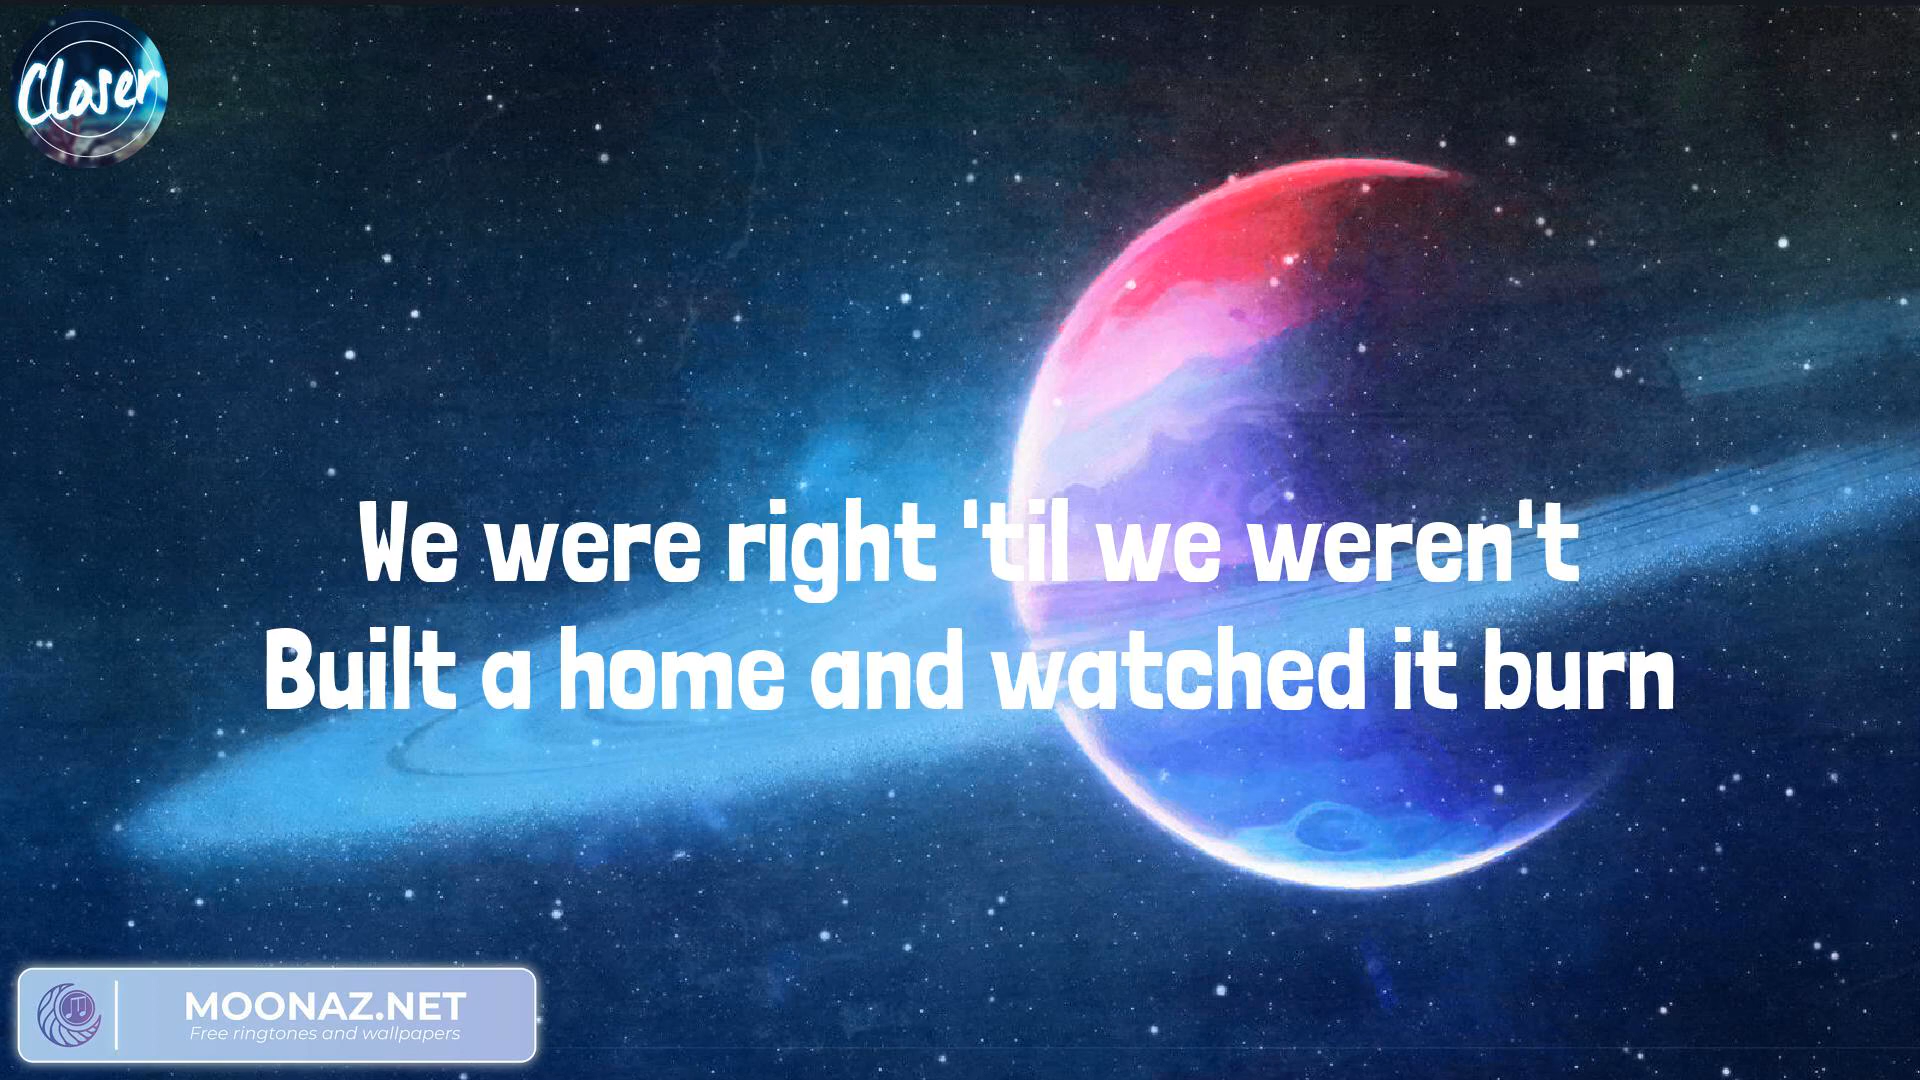 Closer
We were right 'til we weren't
Built a home and watched it burn
MOONAZ.NET
Free ringtones and wallpapers